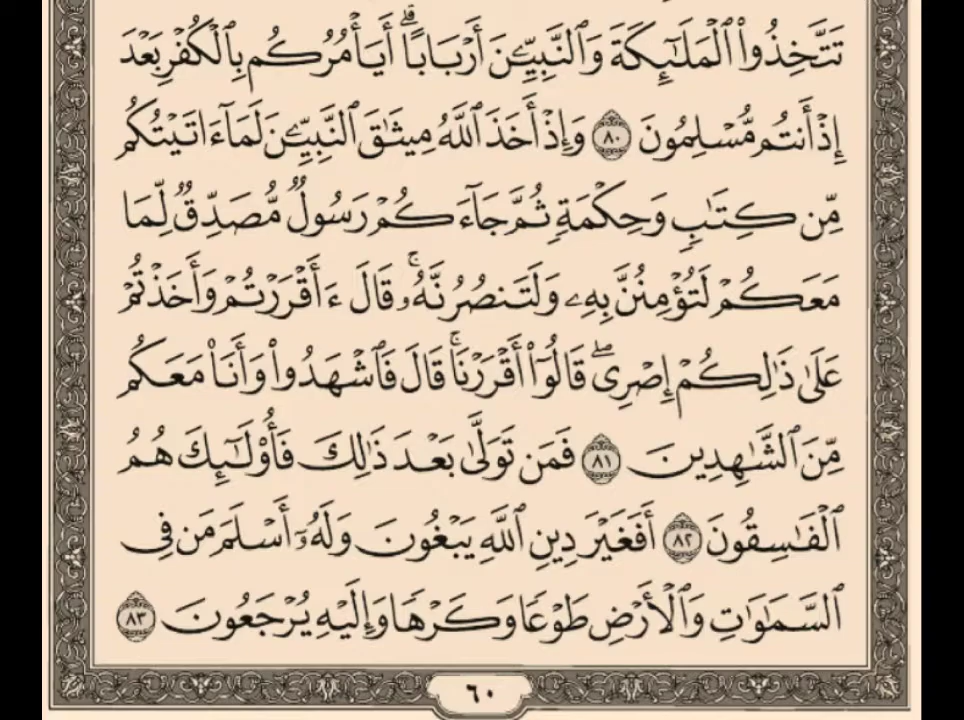 تَتَّخِذُوا۟ ٱلْمَلَـٰٓئِكَةَ وَٱلنَّبِيِّـۧنَ أَرْبَابًا ۗ أَيَأْمُرُكُم بِٱلْكُفْرِ بَعْدَ
إِذْ أَنتُم مُّسْلِمُونَ ٨٠ وَإِذْ أَخَذَ ٱللَّهُ مِيثَـٰقَ ٱلنَّبِيِّـۧنَ لَمَآ ءَاتَيْتُكُم
مِّن كِتَـٰبٍ وَحِكْمَةٍ ثُمَّ جَآءَكُمْ رَسُولٌ مُّصَدِّقٌ لِّمَا
مَعَكُمْ لَتُؤْمِنُنَّ بِهِۦ وَلَتَنصُرُنَّهُۥ ۚ قَالَ ءَأَقْرَرْتُمْ وَأَخَذْتُمْ
عَلَىٰ ذَٰلِكُمْ إِصْرِى ۖ قَالُوٓا۟ أَقْرَرْنَا ۚ قَالَ فَٱشْهَدُوا۟ وَأَنَا۠ مَعَكُم
مِّنَ ٱلشَّـٰهِدِينَ ٨١ فَمَن تَوَلَّىٰ بَعْدَ ذَٰلِكَ فَأُو۟لَـٰٓئِكَ هُمُ
ٱلْفَـٰسِقُونَ ٨٢ أَفَغَيْرَ دِينِ ٱللَّهِ يَبْغُونَ وَلَهُۥٓ أَسْلَمَ مَن فِى
ٱلسَّمَـٰوَٰتِ وَٱلْأَرْضِ طَوْعًا وَكَرْهًا وَإِلَيْهِ يُرْجَعُونَ ٨٣
٦٠